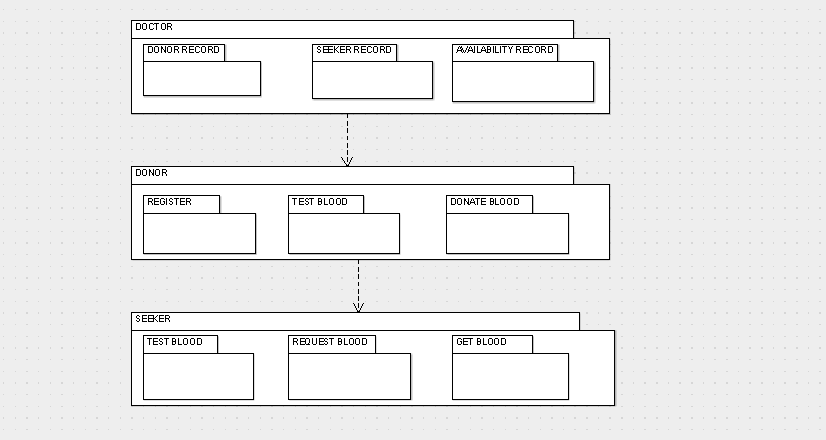 DOCTOR
DONOR RECORD
SEEKER RECORD
AVAILABILITY RECORD
DONOR
REGISTER
TEST BLOOD
DONATE BLOOD
SEEKER
TEST BLOOD
REQUEST BLOOD
GET BLOOD